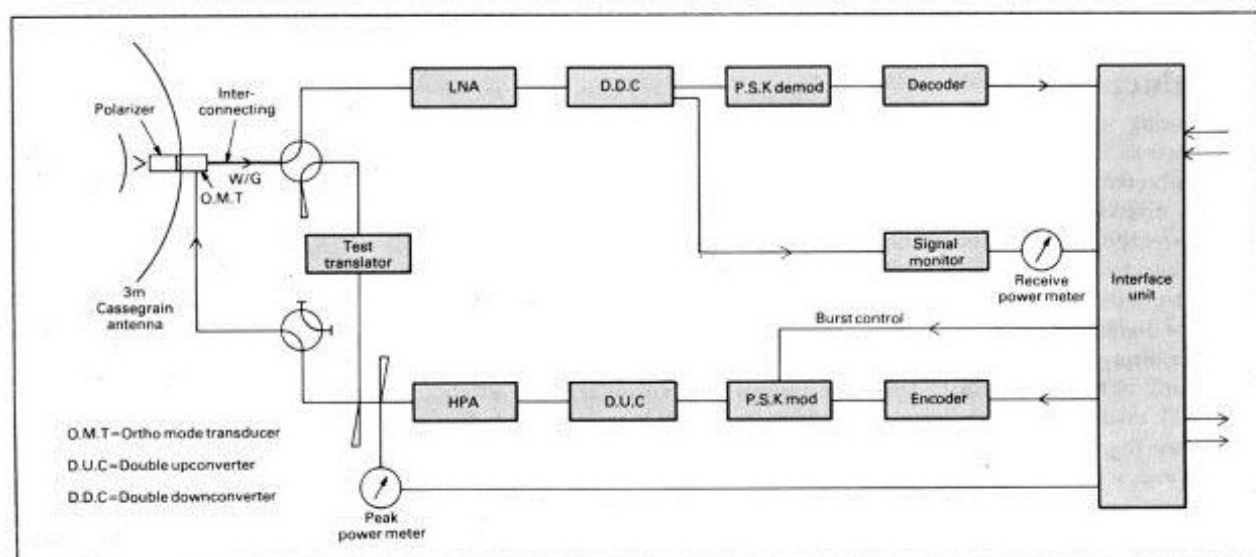 LNA
D.D.C
P.S.K demod
Decoder
Polarizer
Inter-
connecting
W/G
O.M.T
Test
translator
Signal
monitor
Receive
power meter
Interface
unit
3m
Cassegrain
antenna
Burst control
HPA
D.U.C
P.S.K mod
Encoder
O.M.T=Ortho mode transducer
D.U.C=Double upconverter
D.D.C=Double downconverter
Peak
power meter